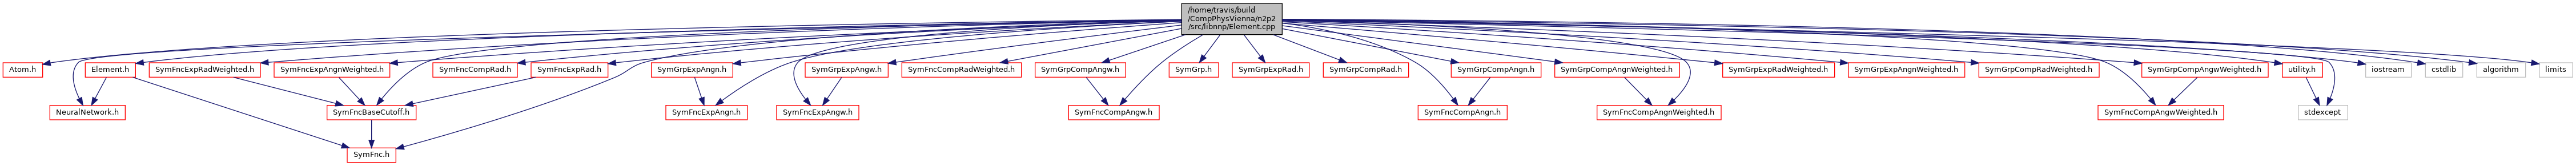 /home/travis/build
/CompPhysVienna/n2p2
/src/libnnp/Element.cpp
Atom.h
Element.h
SymFncExpRadWeighted.h
SymFncExpAngnWeighted.h
SymFncCompRad.h
SymFncExpRad.h
SymGrpExpAngn.h
SymGrpExpAngw.h
SymFncCompRadWeighted.h
SymGrpCompAngw.h
SymGrp.h
SymGrpExpRad.h
SymGrpCompRad.h
SymGrpCompAngn.h
SymGrpCompAngnWeighted.h
SymGrpExpRadWeighted.h
SymGrpExpAngnWeighted.h
SymGrpCompRadWeighted.h
SymGrpCompAngwWeighted.h
utility.h
iostream
cstdlib
algorithm
limits
NeuralNetwork.h
SymFncBaseCutoff.h
SymFncExpAngn.h
SymFncExpAngw.h
SymFncCompAngw.h
SymFncCompAngn.h
SymFncCompAngnWeighted.h
SymFncCompAngwWeighted.h
stdexcept
SymFnc.h